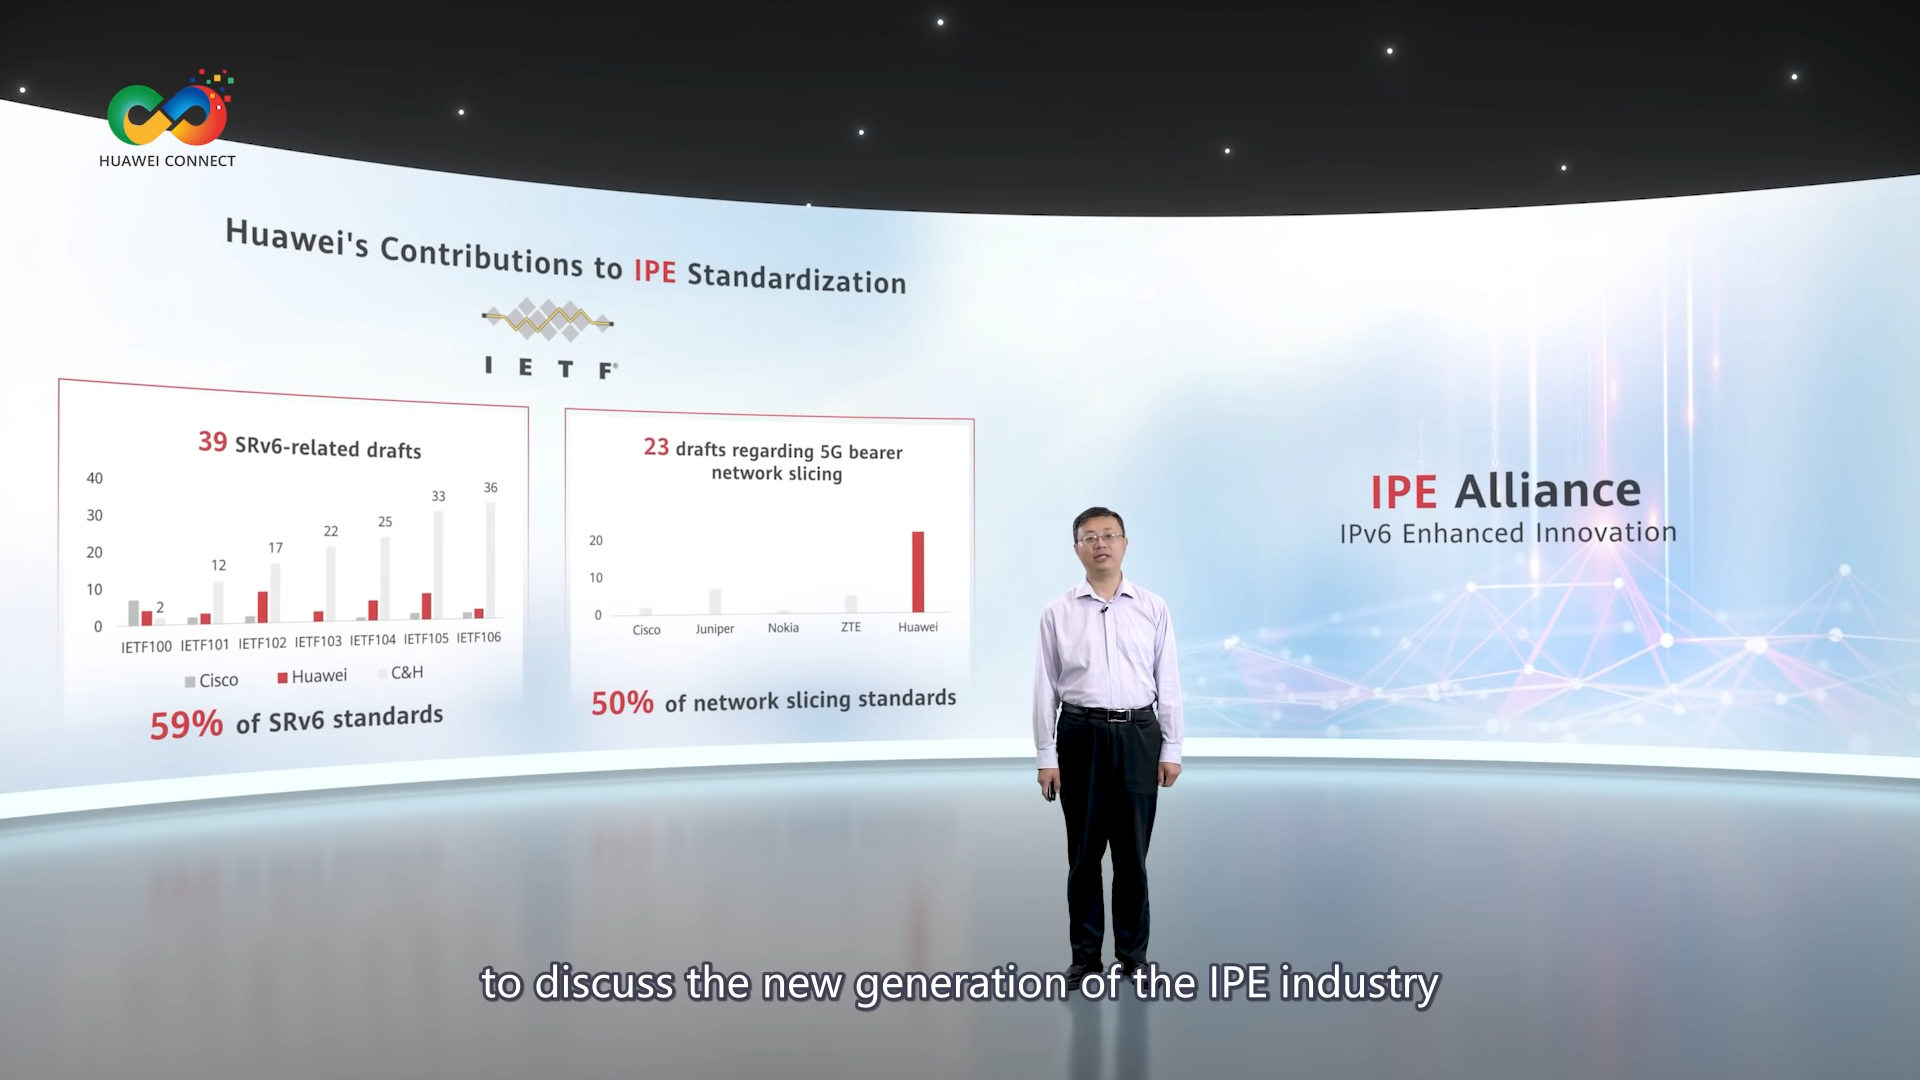 HUAWEI CONNECT
Huawei's Contributions to IPE Standardization
I E T F®
39 SRv6-related drafts
40
30
20
10
0
2
12
17
22
25
33
36
IETF100 IETF101 IETF102 IETF103 IETF104 IETF105 IETF106
Cisco Huawei C&H
59% of SRv6 standards
23 drafts regarding 5G bearer
network slicing
20
10
0
Cisco Juniper Nokia ZTE Huawei
50% of network slicing standards
IPE Alliance
IPv6 Enhanced Innovation
to discuss the new generation of the IPE industry